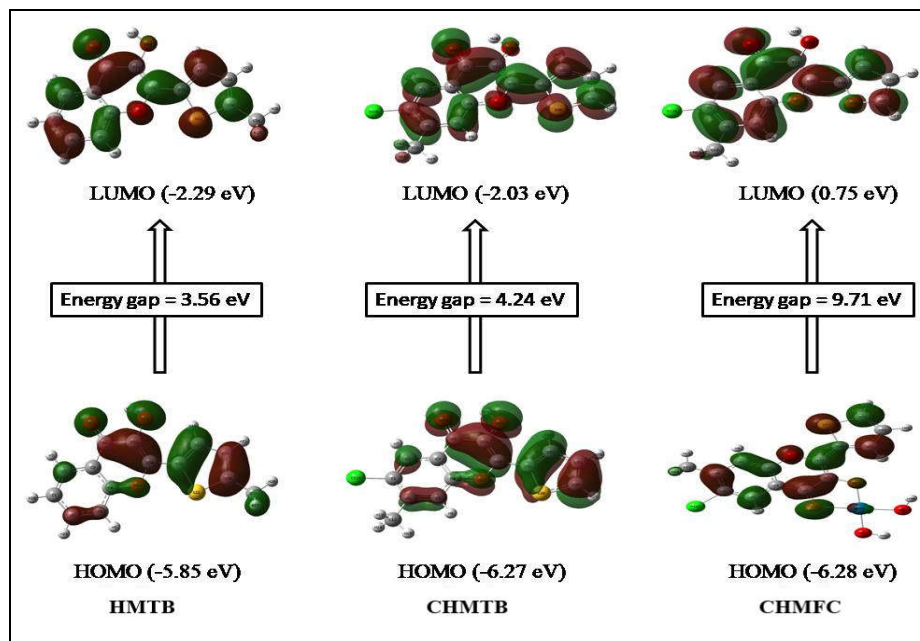 LUMO (-2.29 eV)
LUMO (-2.03 eV)
LUMO (0.75 eV)
Energy gap = 3.56 eV
Energy gap = 4.24 eV
Energy gap = 9.71 eV
HOMO (-5.85 eV)
HOMO (-6.27 eV)
HOMO (-6.28 eV)
HMTB
CHMTB
CHMFC